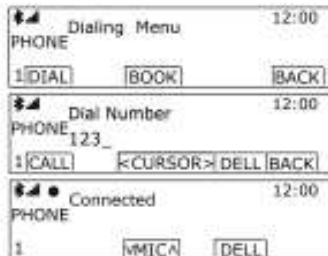 12:00
Dialing Menu
PHONE
1 DIAL BOOK BACK
12:00
Dial Number
PHONE
123_
1 CALL <CURSOR> DELL BACK
12:00
Connected
PHONE
1 vMIC^ DELL